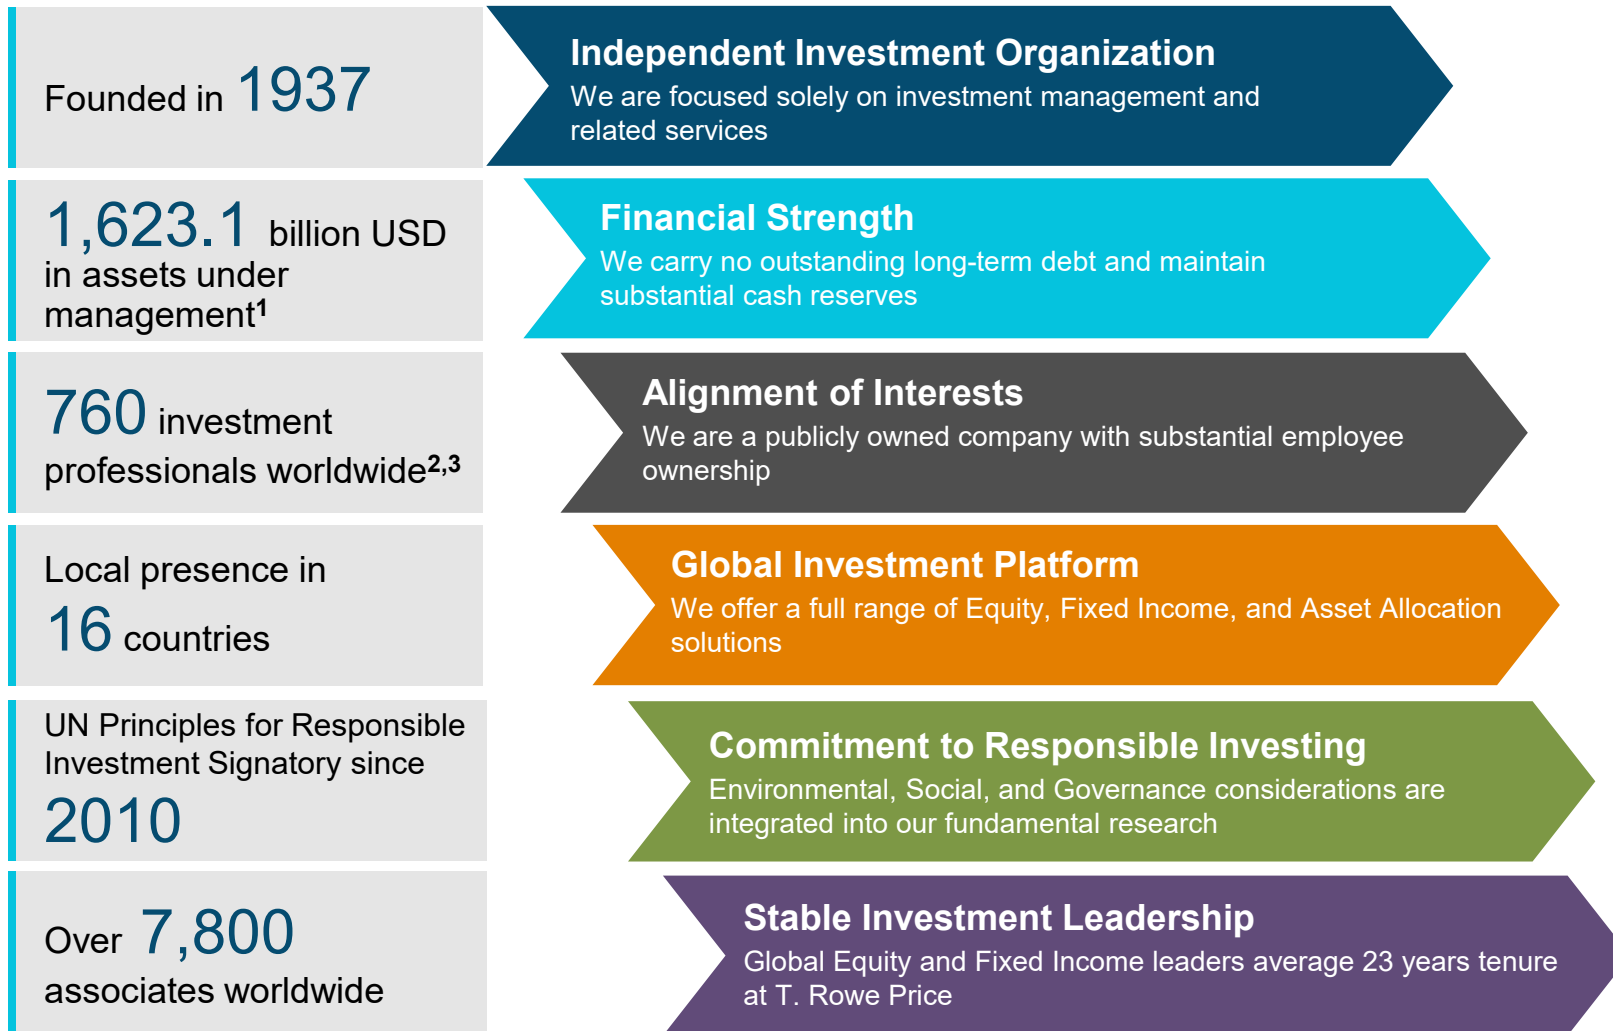 Founded in 1937
Independent Investment Organization
We are focused solely on investment management and
related services
1,623.1 billion USD
in assets under
management¹
Financial Strength
We carry no outstanding long-term debt and maintain
substantial cash reserves
760 investment
professionals worldwide²,³
Alignment of Interests
We are a publicly owned company with substantial employee
ownership
Local presence in
16 countries
Global Investment Platform
We offer a full range of Equity, Fixed Income, and Asset Allocation
solutions
UN Principles for Responsible
Investment Signatory since
2010
Commitment to Responsible Investing
Environmental, Social, and Governance considerations are
integrated into our fundamental research
Over 7,800
associates worldwide
Stable Investment Leadership
Global Equity and Fixed Income leaders average 23 years tenure
at T. Rowe Price